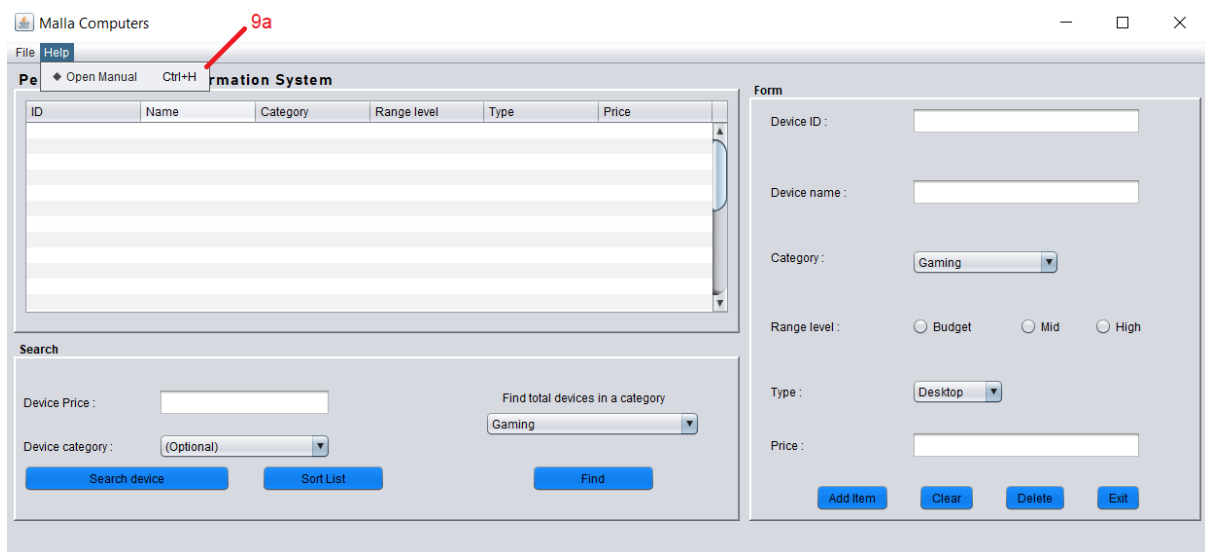 Malla Computers
9a
File Help
Open Manual Ctrl+H
Pe rmation System
ID Name Category Range level Type Price
Search
Device Price :
Device category : (Optional)
Search device Sort List
Find total devices in a category
Gaming
Find
Form
Device ID :
Device name :
Category : Gaming
Range level : Budget Mid High
Type : Desktop
Price :
Add Item Clear Delete Exit